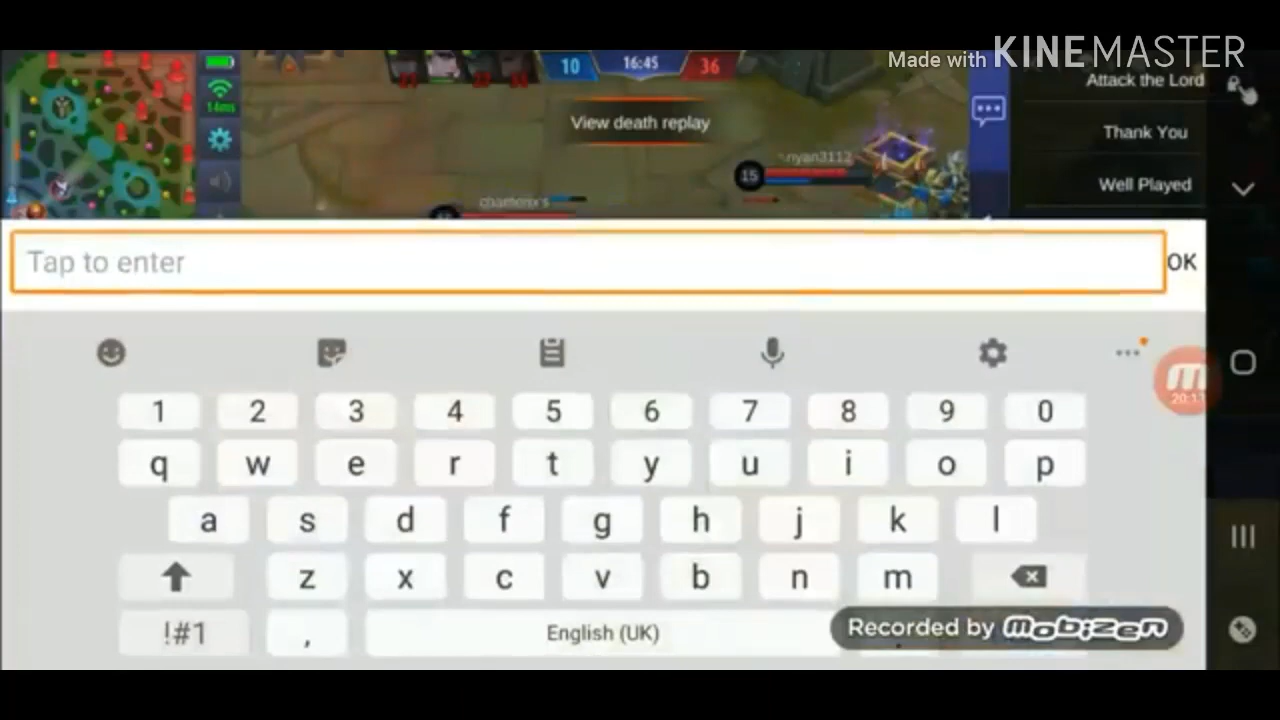 Made with KINEMASTER
10 16:45 36
14ms
Attack the Lord
View death replay
Thank You
nyan3112
15
Well Played
Tap to enter
OK
1 2 3 4 5 6 7 8 9 0
q w e r t y u i o p
a s d f g h j k l
z x c v b n m
!#1 , English (UK)
Recorded by mobizen